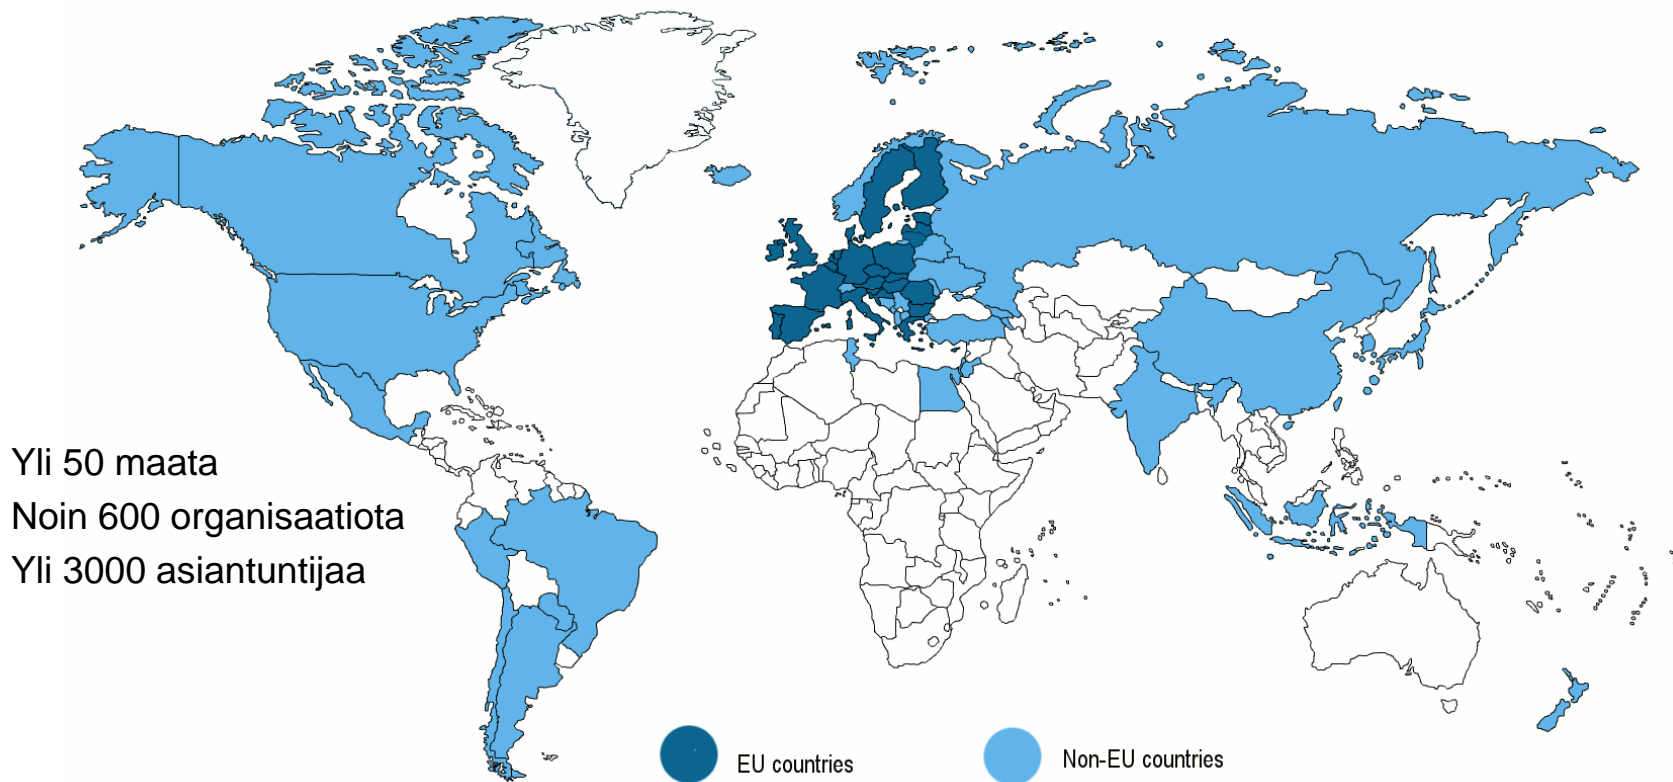 Yli 50 maata
Noin 600 organisaatiota
Yli 3000 asiantuntijaa
EU countries
Non-EU countries